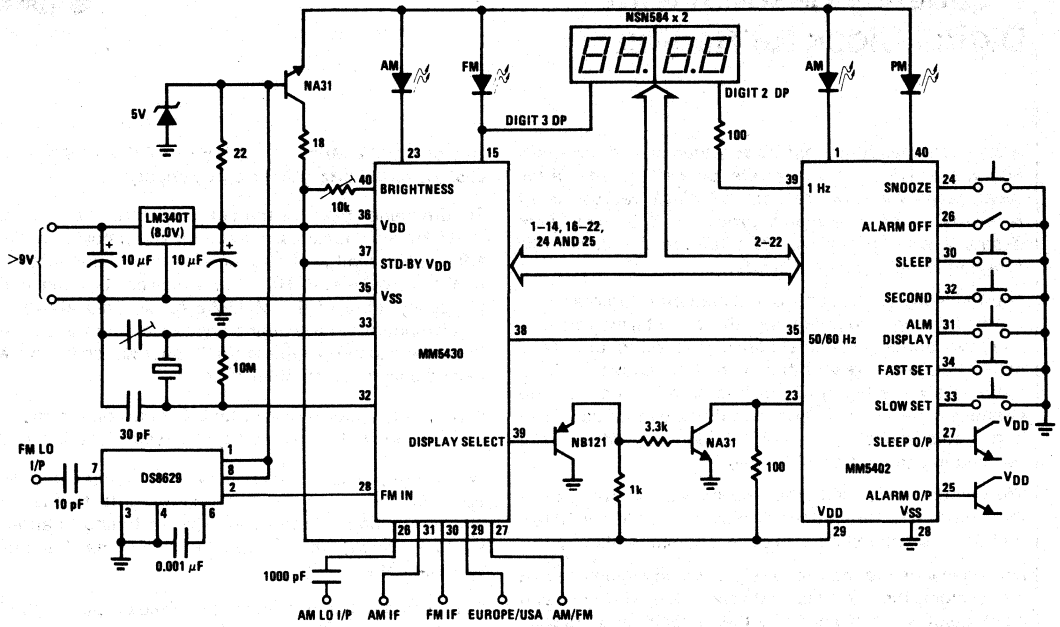 NSN584 x 2
AM
FM
AM
PM
NA31
5V
DIGIT 2 DP
DIGIT 3 DP
18
22
23
15
100
1
40
40
BRIGHTNESS
10k
39
1 Hz
24
SNOOZE
LM340T
(8.0V)
36
VDD
1–14, 16–22,
24 AND 25
2–22
26
ALARM OFF
>9V
+
10 μF
10 μF
+
37
STD-BY VDD
30
SLEEP
35
VSS
32
SECOND
33
38
35
50/60 Hz
31
ALM
DISPLAY
MM5430
10M
34
FAST SET
32
23
33
SLOW SET
30 pF
3.3k
DISPLAY SELECT
39
NB121
NA31
27
SLEEP O/P
VDD
FM LO
I/P
7
DS8629
1
8
2
100
MM5402
10 pF
1k
28
FM IN
25
ALARM O/P
VDD
3
4
6
VDD
VSS
26
31
30
29
27
29
28
0.001 μF
1000 pF
AM LO I/P
AM IF
FM IF
EUROPE/USA
AM/FM